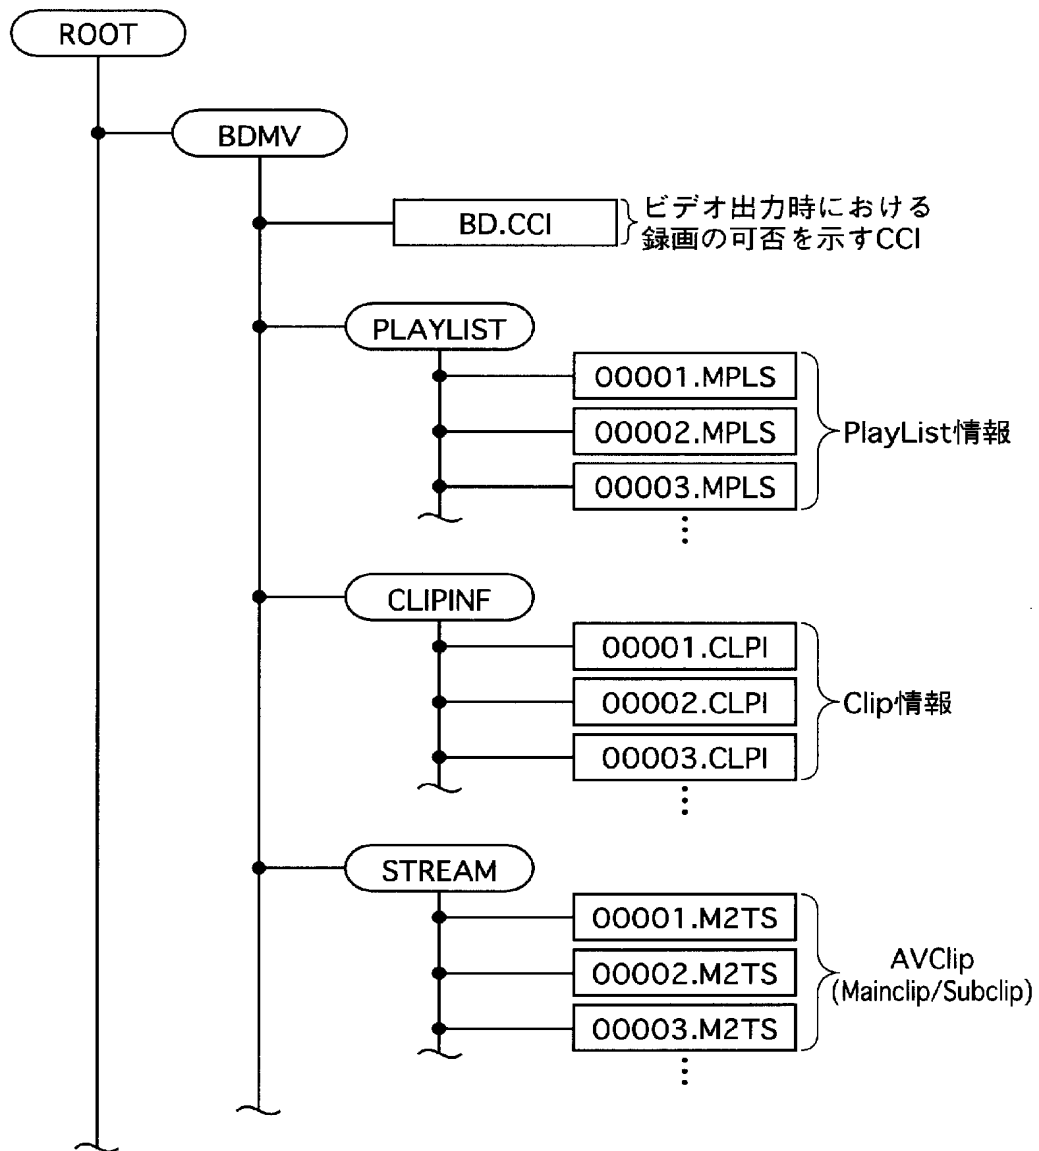 ROOT
BDMV
BD.CCI
ビデオ出力時における
録画の可否を示すCCI
PLAYLIST
00001.MPLS
00002.MPLS
00003.MPLS
PlayList情報
CLIPINF
00001.CLPI
00002.CLPI
00003.CLPI
Clip情報
STREAM
00001.M2TS
00002.M2TS
00003.M2TS
AVClip
(Mainclip/Subclip)